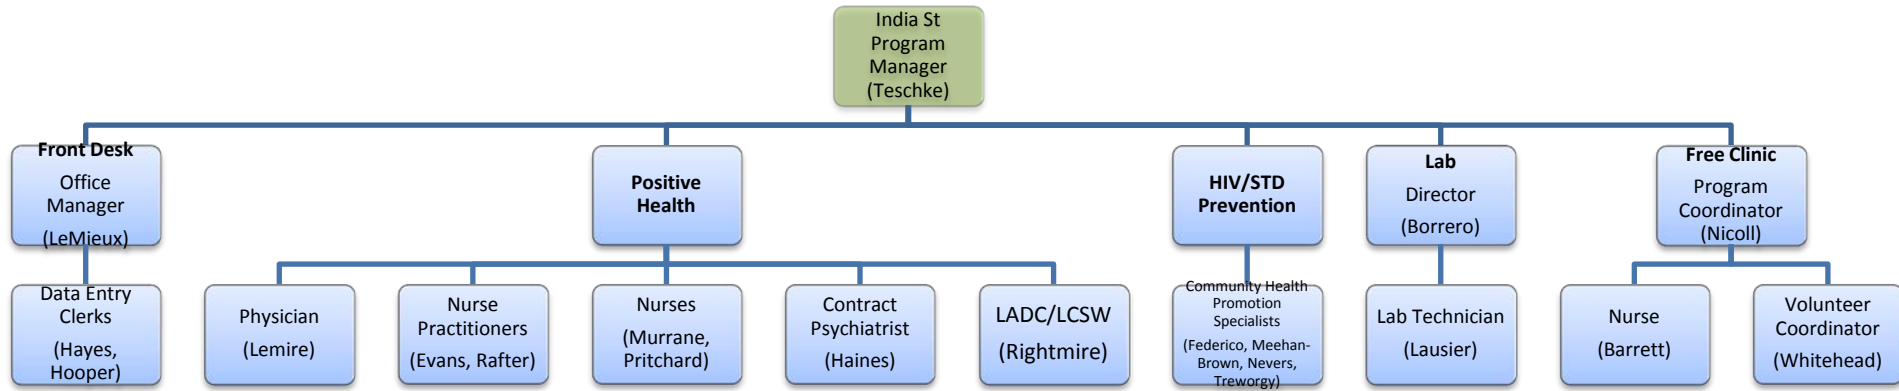 India St
Program
Manager
(Teschke)
Front Desk
Office
Manager
(LeMieux)
Positive
Health
HIV/STD
Prevention
Lab
Director
(Borrero)
Free Clinic
Program
Coordinator
(Nicoll)
Data Entry
Clerks
(Hayes,
Hooper)
Physician
(Lemire)
Nurse
Practitioners
(Evans, Rafter)
Nurses
(Murrane,
Pritchard)
Contract
Psychiatrist
(Haines)
LADC/LCSW
(Rightmire)
Community Health
Promotion
Specialists
(Federico, Meehan-
Brown, Nevers,
Treworgy)
Lab Technician
(Lausier)
Nurse
(Barrett)
Volunteer
Coordinator
(Whitehead)